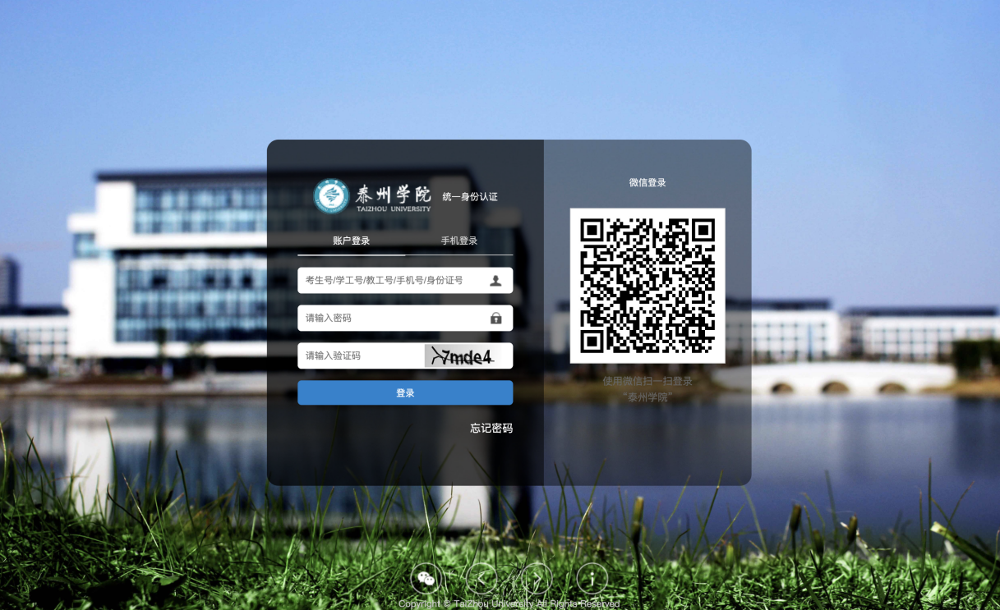 泰州学院
TAIZHOU UNIVERSITY
统一身份认证
账户登录
手机登录
考生号/学工号/教工号/手机号/身份证号
请输入密码
请输入验证码
7mde4
登录
忘记密码
微信登录
使用微信扫一扫登录
“泰州学院”
Copyright © TaiZhou University All Rights Reserved